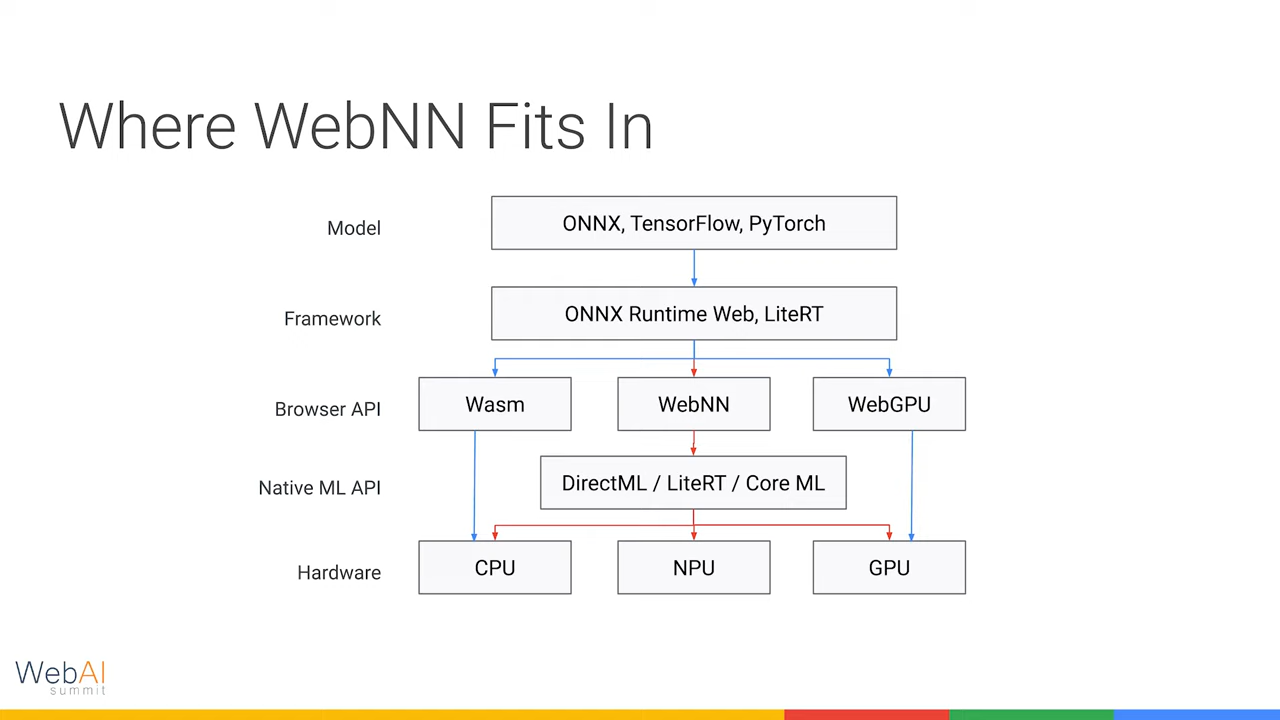 Where WebNN Fits In
Model
ONNX, TensorFlow, PyTorch
Framework
ONNX Runtime Web, LiteRT
Browser API
Wasm
WebNN
WebGPU
Native ML API
DirectML / LiteRT / Core ML
Hardware
CPU
NPU
GPU
WebAI
summit